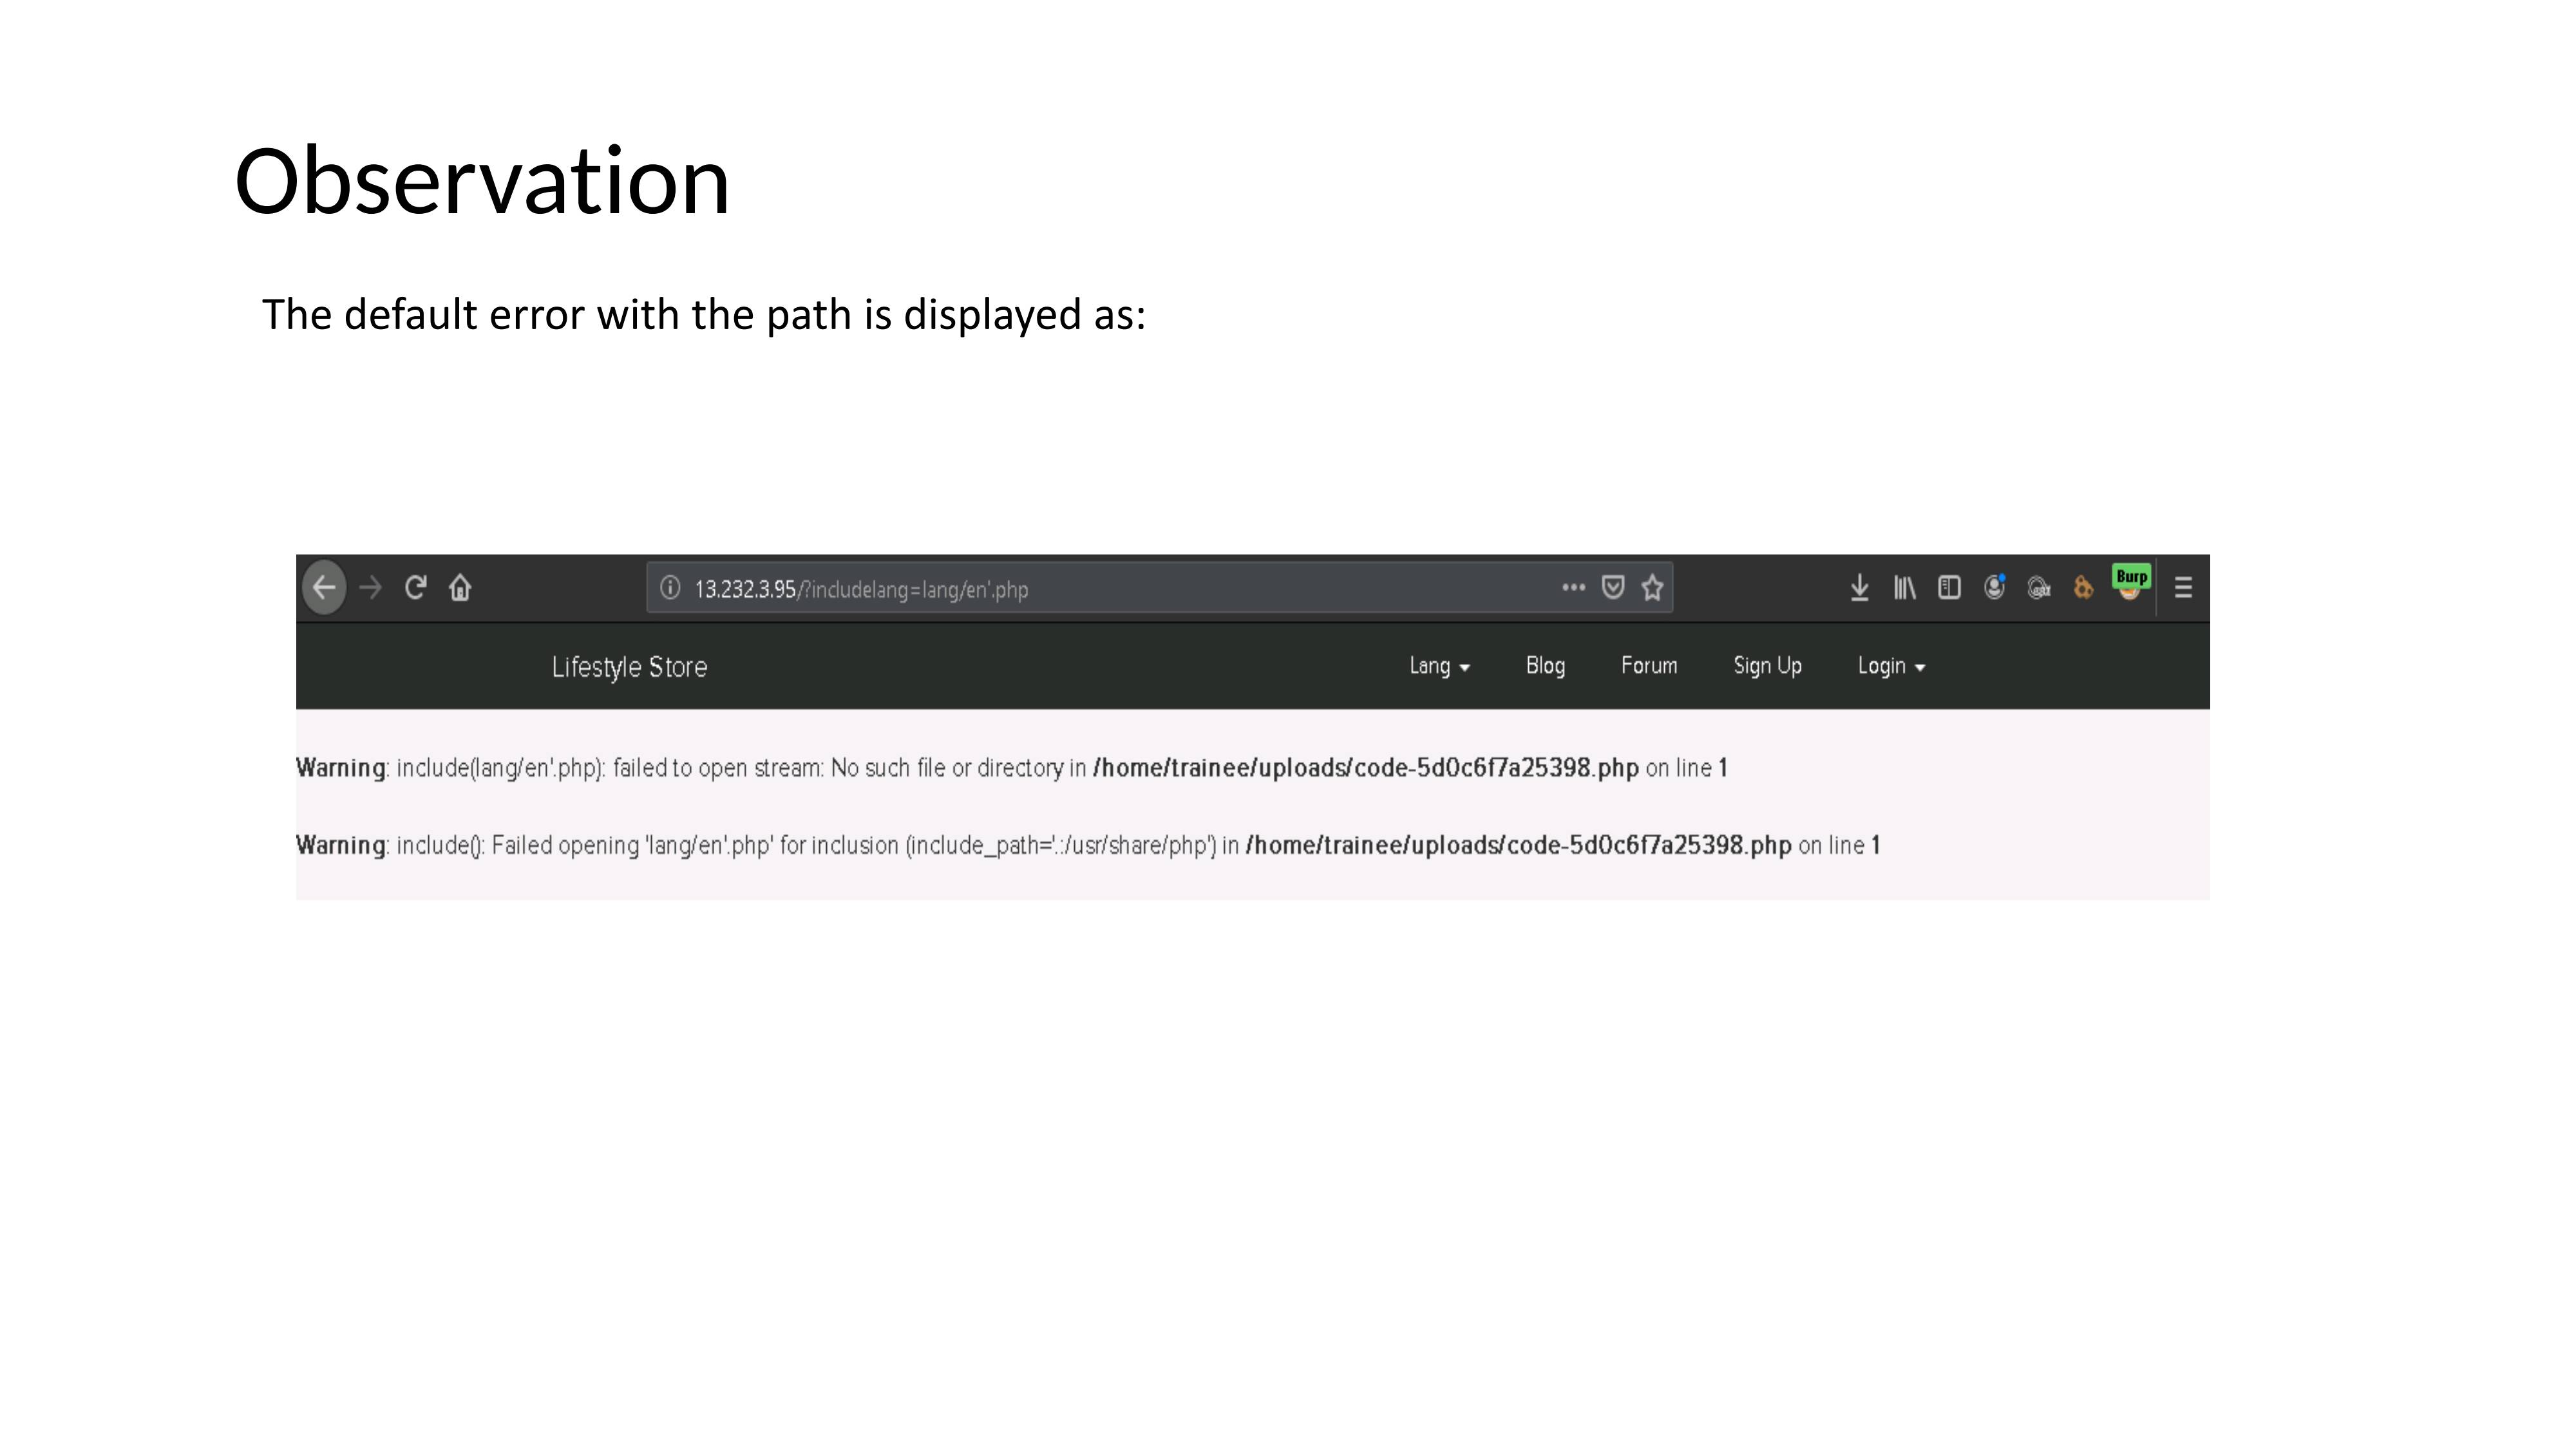 Observation
The default error with the path is displayed as:
13.232.3.95/?includelang=lang/en'.php
Burp
Lifestyle Store
Lang
Blog
Forum
Sign Up
Login
Warning: include(lang/en'.php): failed to open stream: No such file or directory in /home/trainee/uploads/code-5d0c6f7a25398.php on line 1
Warning: include(): Failed opening 'lang/en'.php' for inclusion (include_path='.:/usr/share/php') in /home/trainee/uploads/code-5d0c6f7a25398.php on line 1